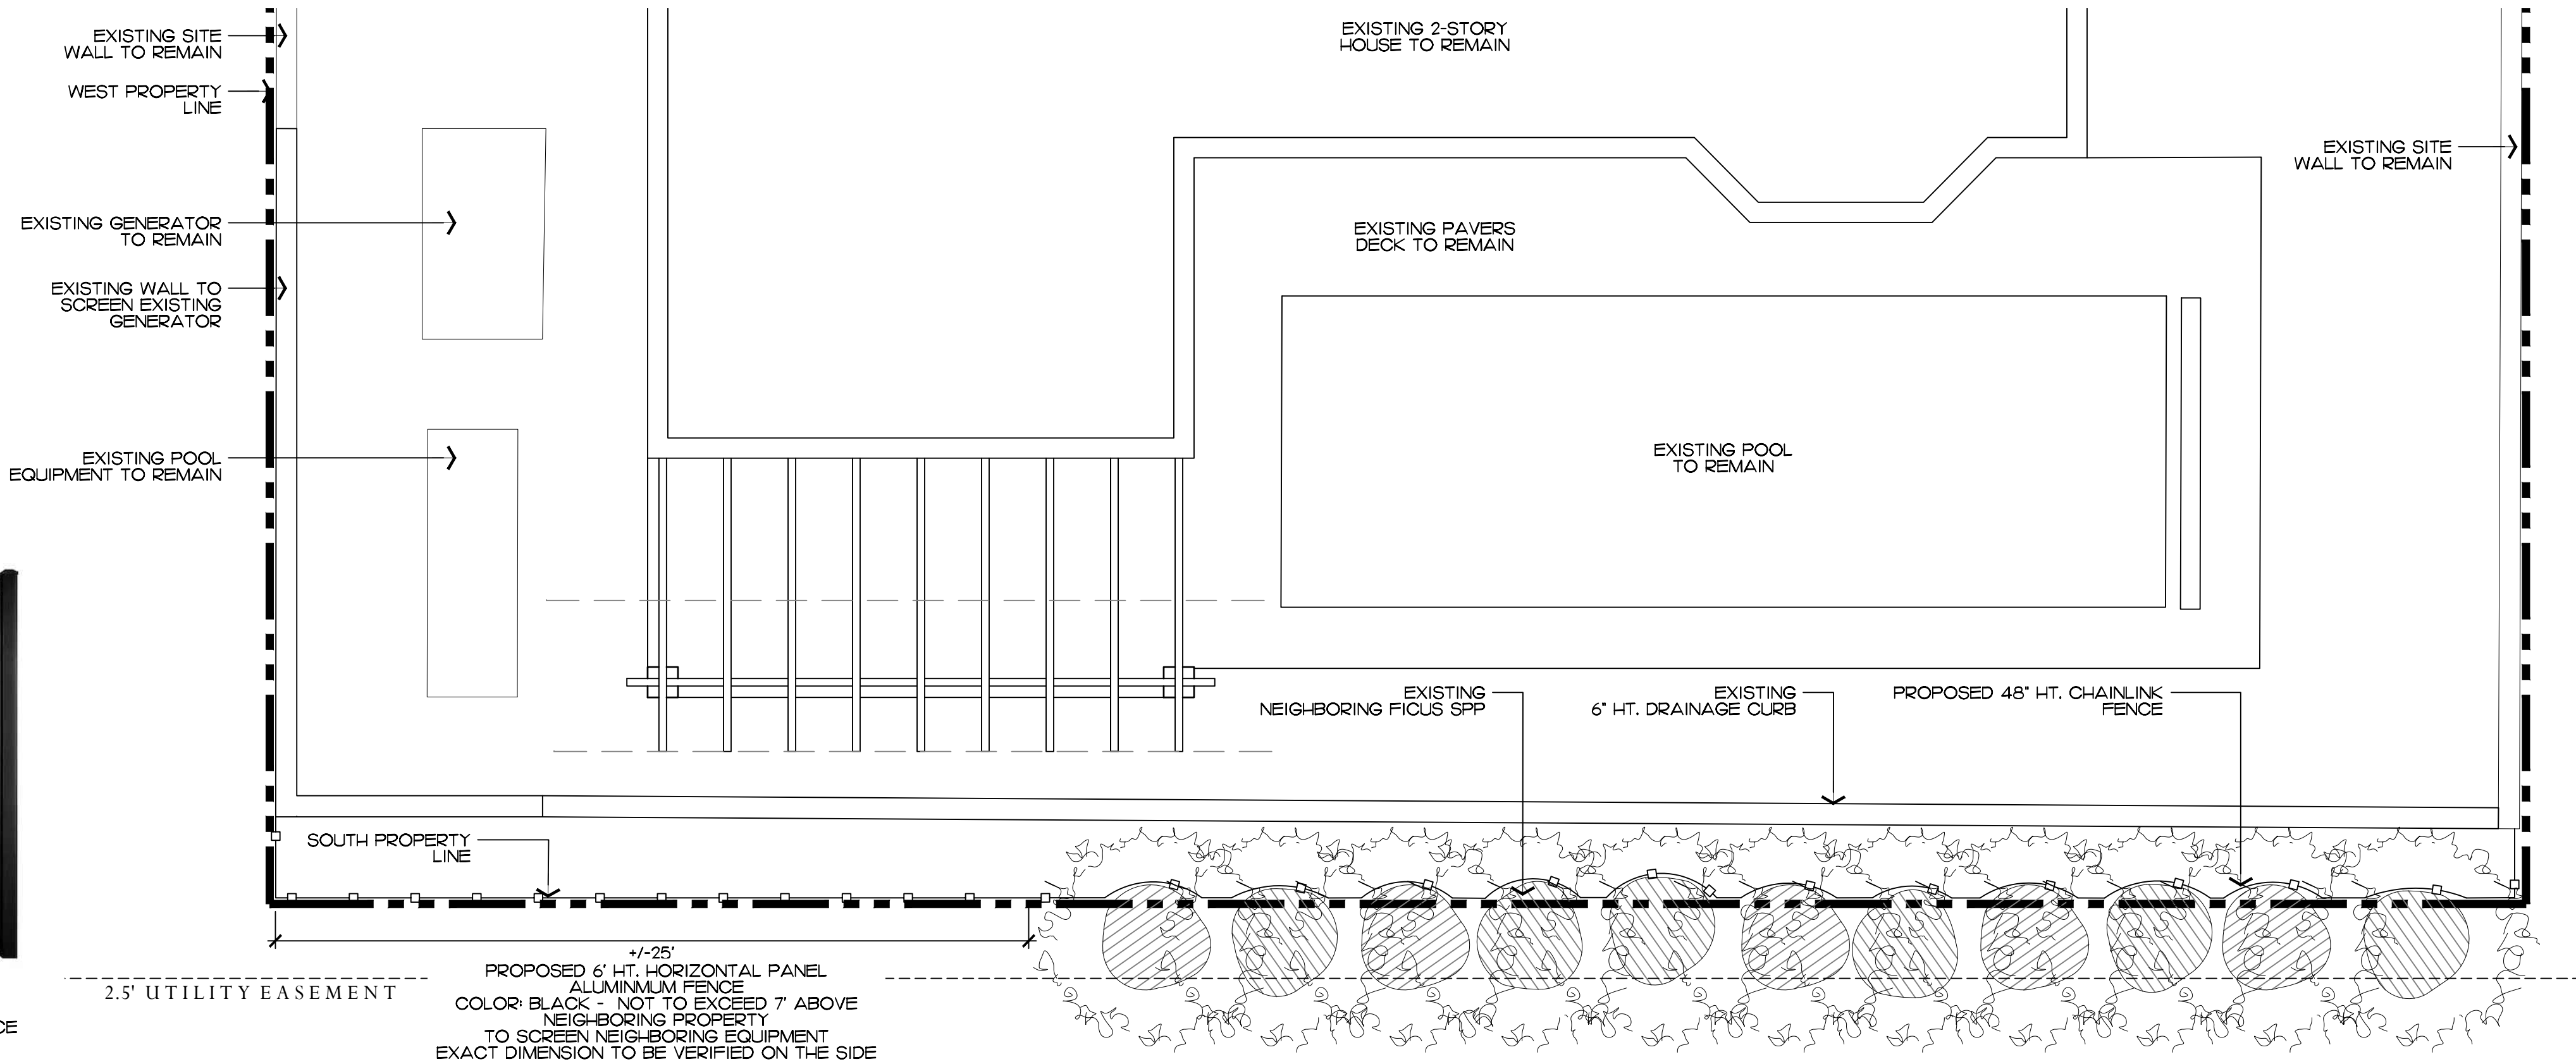 EXISTING SITE
WALL TO REMAIN
WEST PROPERTY
LINE
EXISTING GENERATOR
TO REMAIN
EXISTING WALL TO
SCREEN EXISTING
GENERATOR
EXISTING POOL
EQUIPMENT TO REMAIN
EXISTING 2-STORY
HOUSE TO REMAIN
EXISTING SITE
WALL TO REMAIN
EXISTING PAVERS
DECK TO REMAIN
EXISTING POOL
TO REMAIN
EXISTING
NEIGHBORING FICUS SPP
EXISTING
6" HT. DRAINAGE CURB
PROPOSED 48" HT. CHAINLINK
FENCE
SOUTH PROPERTY
LINE
+/-25'
PROPOSED 6' HT. HORIZONTAL PANEL
ALUMINMUM FENCE
COLOR: BLACK - NOT TO EXCEED 7' ABOVE
NEIGHBORING PROPERTY
TO SCREEN NEIGHBORING EQUIPMENT
EXACT DIMENSION TO BE VERIFIED ON THE SIDE
2.5' UTILITY EASEMENT